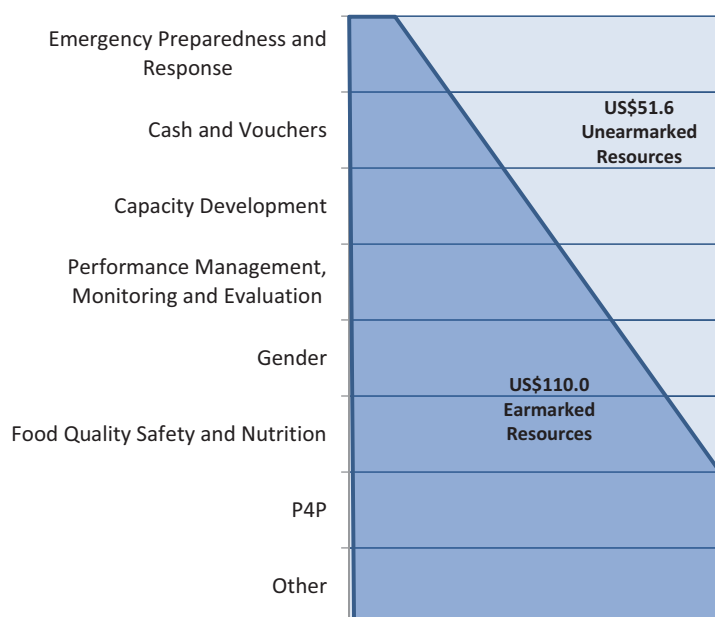 Emergency Preparedness and
Response
US$51.6
Unearmarked
Resources
Cash and Vouchers
Capacity Development
Performance Management,
Monitoring and Evaluation
Gender
US$110.0
Earmarked
Resources
Food Quality Safety and Nutrition
P4P
Other